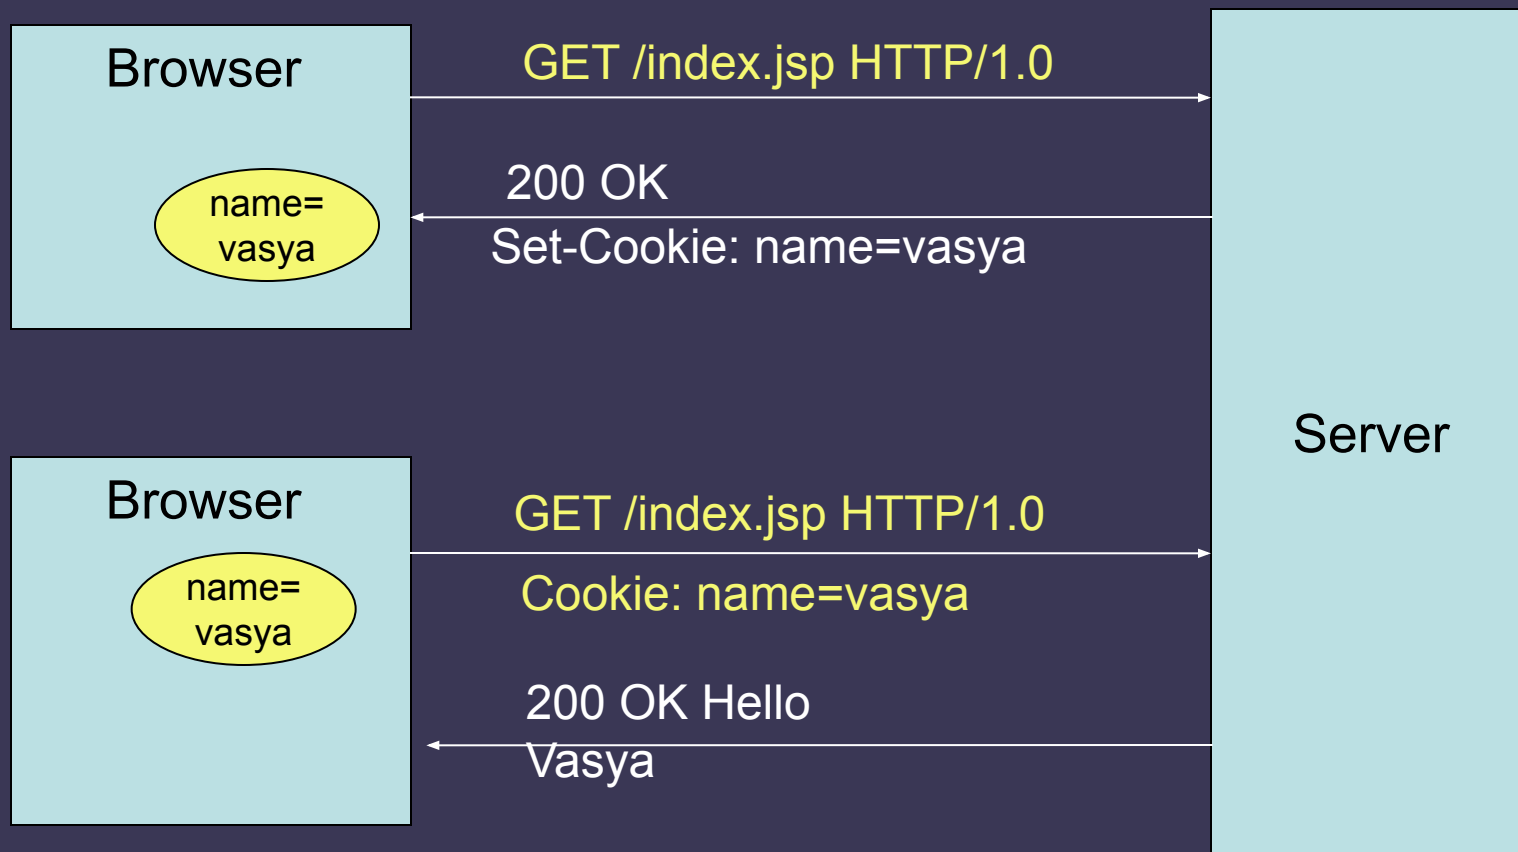 Browser
GET /index.jsp HTTP/1.0
200 OK
name=
vasya
Set-Cookie: name=vasya
Server
Browser
GET /index.jsp HTTP/1.0
name=
vasya
Cookie: name=vasya
200 OK Hello
Vasya